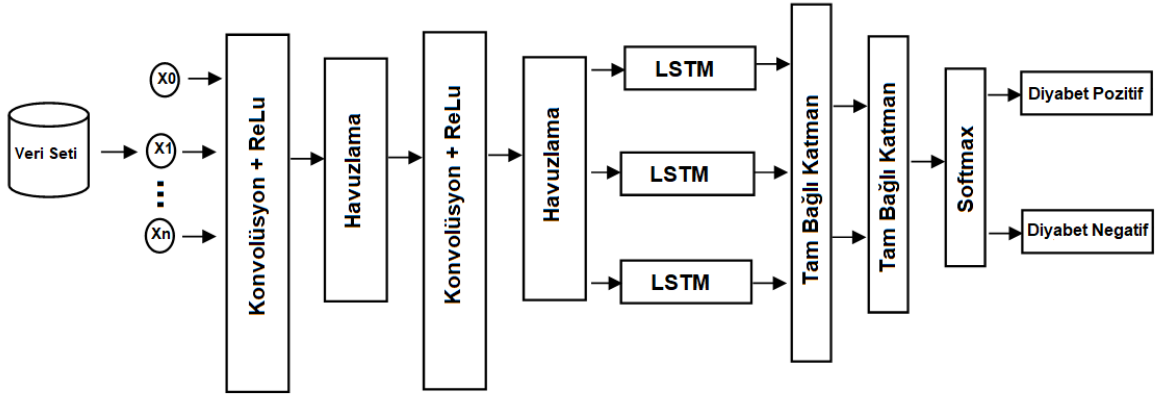 Veri Seti
X0
X1
...
Xn
Konvolüsyon + ReLu
Havuzlama
Konvolüsyon + ReLu
Havuzlama
LSTM
LSTM
LSTM
Tam Bağlı Katman
Tam Bağlı Katman
Softmax
Diyabet Pozitif
Diyabet Negatif